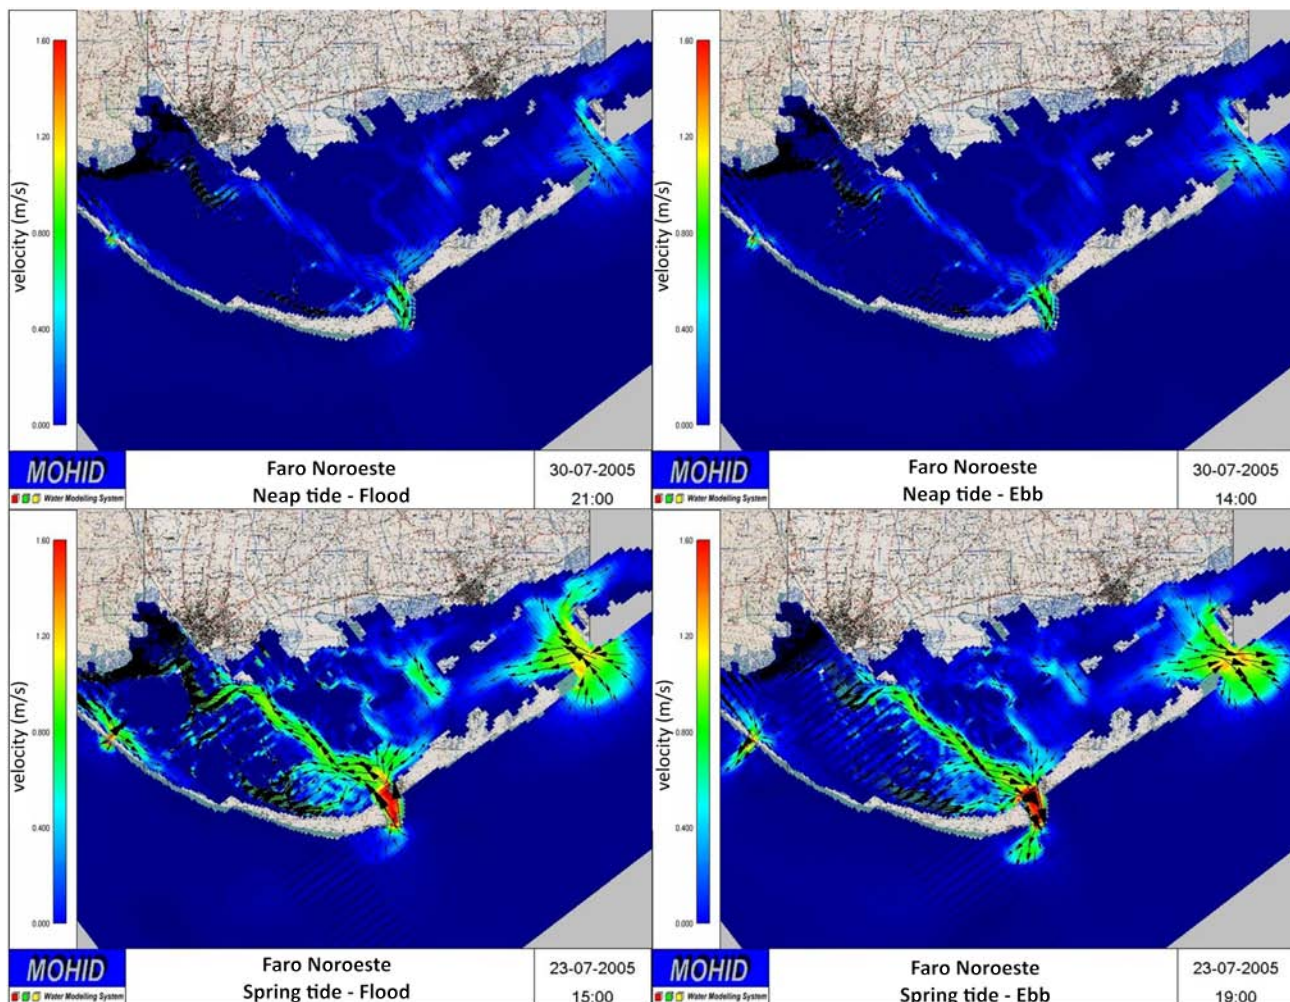 1.60
1.20
0.800
0.400
0.000
velocity (m/s)
MOHID
Water Modelling System
Faro Noroeste
Neap tide - Flood
30-07-2005
21:00
1.60
1.20
0.800
0.400
0.000
velocity (m/s)
MOHID
Water Modelling System
Faro Noroeste
Neap tide - Ebb
30-07-2005
14:00
1.60
1.20
0.800
0.400
0.000
velocity (m/s)
MOHID
Water Modelling System
Faro Noroeste
Spring tide - Flood
23-07-2005
15:00
1.60
1.20
0.800
0.400
0.000
velocity (m/s)
MOHID
Water Modelling System
Faro Noroeste
Spring tide - Ebb
23-07-2005
19:00